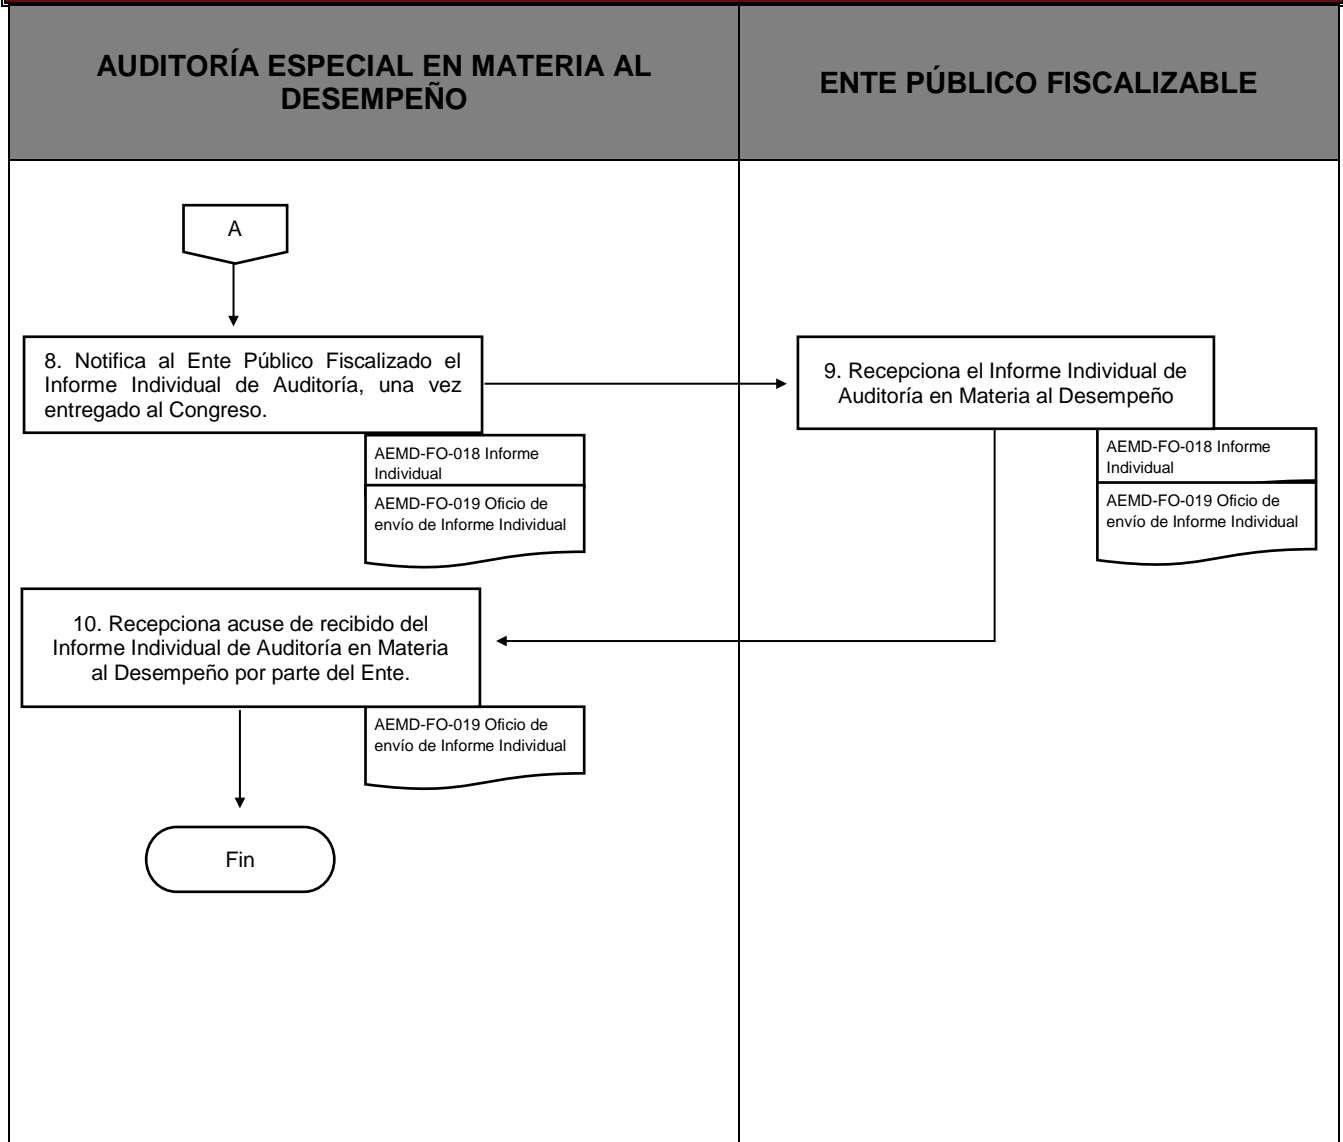 AUDITORÍA ESPECIAL EN MATERIA AL
DESEMPEÑO
ENTE PÚBLICO FISCALIZABLE
A
8. Notifica al Ente Público Fiscalizado el
Informe Individual de Auditoría, una vez
entregado al Congreso.
AEMD-FO-018 Informe
Individual
AEMD-FO-019 Oficio de
envío de Informe Individual
9. Recepciona el Informe Individual de
Auditoría en Materia al Desempeño
AEMD-FO-018 Informe
Individual
AEMD-FO-019 Oficio de
envío de Informe Individual
10. Recepciona acuse de recibido del
Informe Individual de Auditoría en Materia
al Desempeño por parte del Ente.
AEMD-FO-019 Oficio de
envío de Informe Individual
Fin